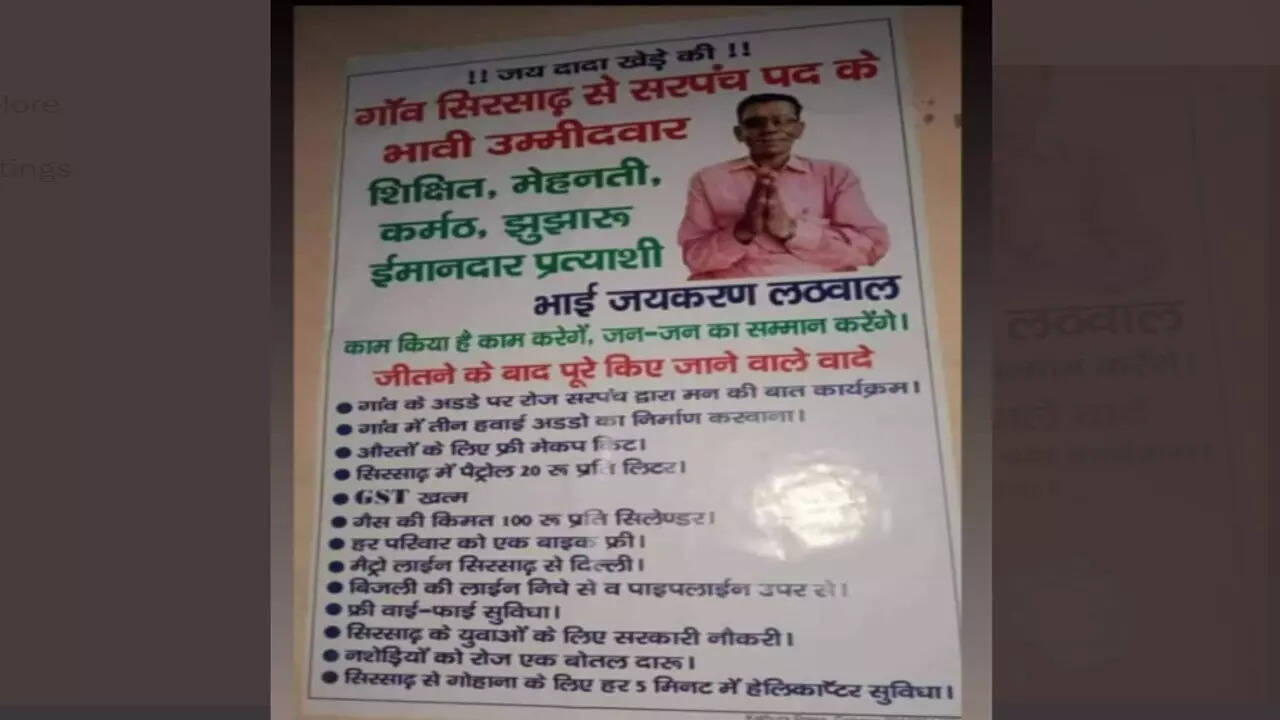 !! जय दादा खेड़े की !!
गॉव सिरसाढ़ से सरपंच पद के
भावी उम्मीदवार
शिक्षित, मेहनती,
कर्मठ, झुझारू
ईमानदार प्रत्याशी
भाई जयकरण लठवाल
काम किया है काम करेगें, जन-जन का सम्मान करेंगे।
जीतने के बाद पूरे किए जाने वाले वादे
● गांव के अडडे पर रोज सरपंच द्वारा मन की बात कार्यक्रम।
● गांव में तीन हवाई अडडो का निर्माण करवाना।
● औरतों के लिए फ्री मेकप किट।
● सिरसाढ़ में पैट्रोल 20 रू प्रति लिटर।
● GST खत्म
● गैस की किमत 100 रू प्रति सिलेण्डर।
● हर परिवार को एक बाइक फ्री।
● मैट्रो लाईन सिरसाढ़ से दिल्ली।
● बिजली की लाईन निचे से व पाइपलाईन उपर से।
● फ्री वाई-फाई सुविधा।
● सिरसाढ़ के युवाओं के लिए सरकारी नौकरी।
● नशेड़ियों को रोज एक बोतल दारू।
● सिरसाढ़ से गोहाना के लिए हर 5 मिनट में हेलिकाप्टर सुविधा।
lore
tings
लठवाल